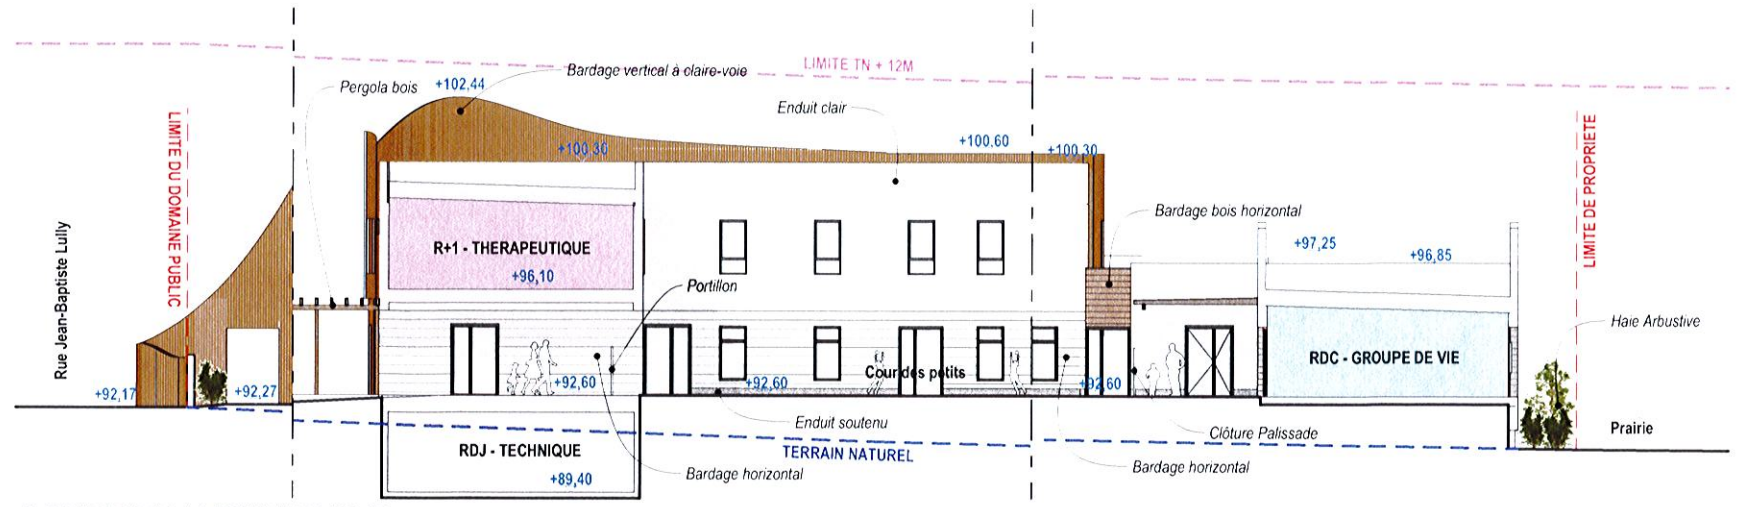 LIMITE TN + 12M
Bardage vertical à claire-voie
Pergola bois
+102,44
Enduit clair
LIMITE DU DOMAINE PUBLIC
LIMITE DE PROPRIETE
+100,30
+100,60
+100,30
Bardage bois horizontal
Rue Jean-Baptiste Lully
R+1 - THERAPEUTIQUE
+96,10
+97,25
+96,85
Portillon
Haie Arbustive
RDC - GROUPE DE VIE
Cour des petits
+92,17
+92,27
+92,60
+92,60
+92,60
Enduit soutenu
Clôture Palissade
Prairie
RDJ - TECHNIQUE
TERRAIN NATUREL
+89,40
Bardage horizontal
Bardage horizontal